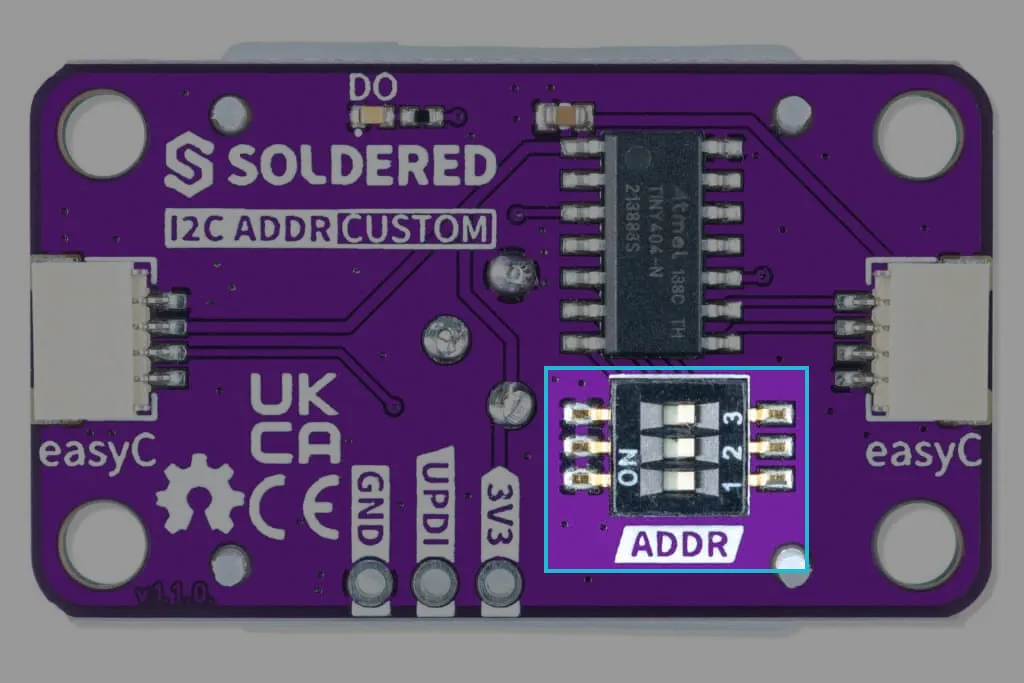 DO
SOLDERED
I2C ADDR CUSTOM
Atmel 138C TH
TINY404-N
213883S
easyC
easyC
UK
CA
CE
GND
UPDI
3V3
ON
1 2 3
ADDR
v1.1.0.